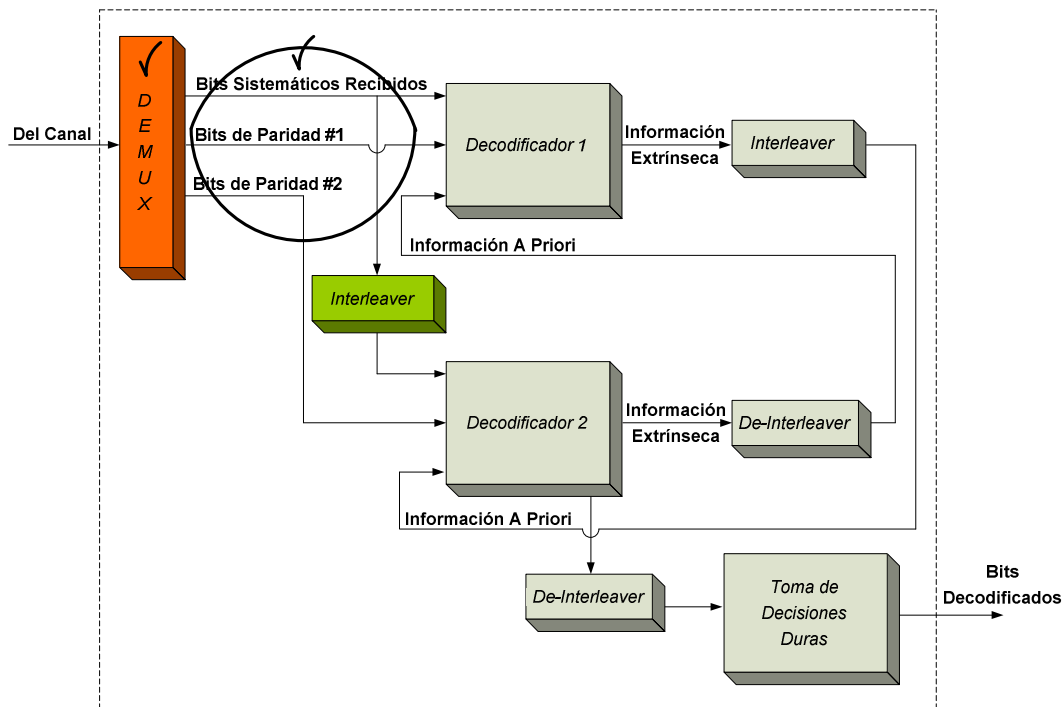 Del Canal
D
E
M
U
X
Bits Sistemáticos Recibidos
Bits de Paridad #1
Bits de Paridad #2
Decodificador 1
Información
Extrínseca
Interleaver
Información A Priori
Interleaver
Decodificador 2
Información
Extrínseca
De-Interleaver
Información A Priori
De-Interleaver
Toma de
Decisiones
Duras
Bits
Decodificados